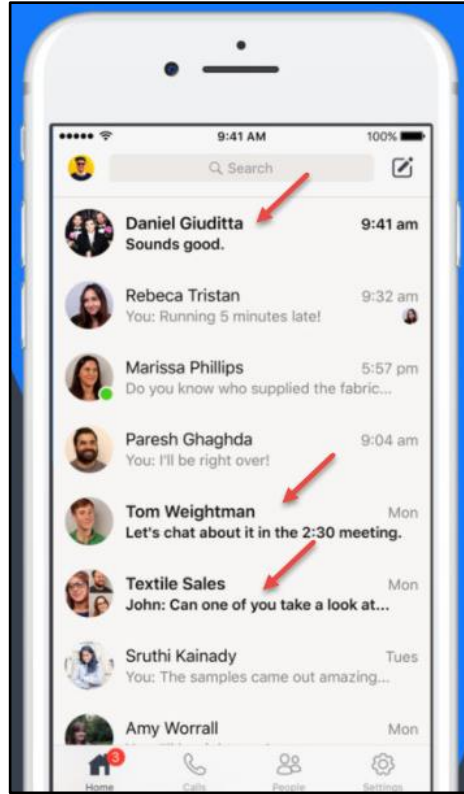 9:41 AM
100%
Search
Daniel Giuditta
9:41 am
Sounds good.
Rebeca Tristan
9:32 am
You: Running 5 minutes late!
Marissa Phillips
5:57 pm
Do you know who supplied the fabric...
Paresh Ghaghda
9:04 am
You: I'll be right over!
Tom Weightman
Mon
Let's chat about it in the 2:30 meeting.
Textile Sales
Mon
John: Can one of you take a look at...
Sruthi Kainady
Tues
You: The samples came out amazing...
Amy Worrall
Mon
3
Home
Calls
People
Settings